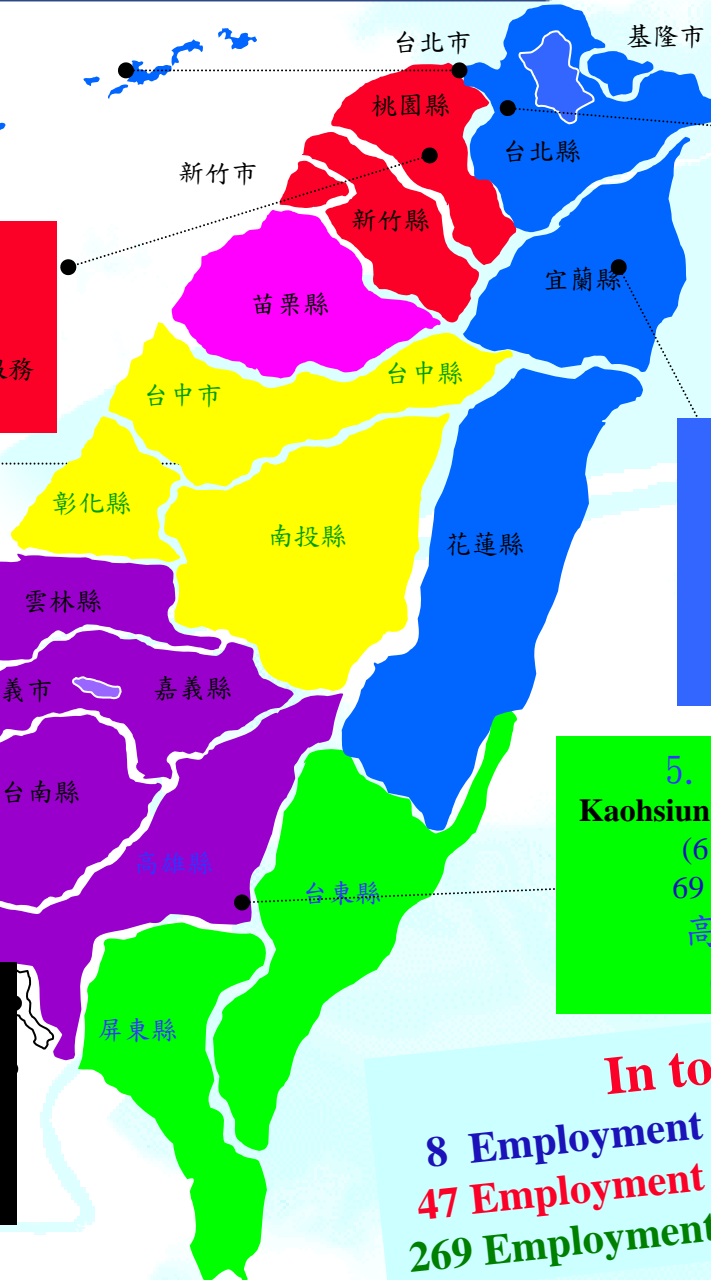 台北市
基隆市
桃園縣
台北縣
新竹市
新竹縣
宜蘭縣
苗栗縣
服務
台中縣
台中市
彰化縣
南投縣
花蓮縣
雲林縣
義市
嘉義縣
台南縣
高雄縣
台東縣
屏東縣
5.
Kaohsiun
(6
69
高
In to
8 Employment
47 Employment
269 Employment